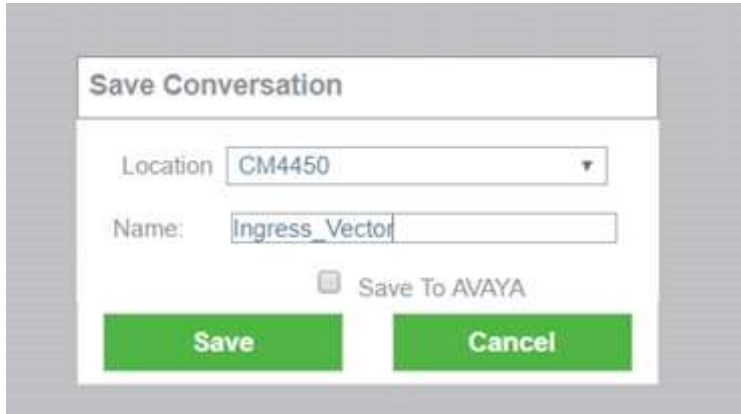 Save Conversation
Location CM4450
Name: Ingress_Vector
Save To AVAYA
Save Cancel